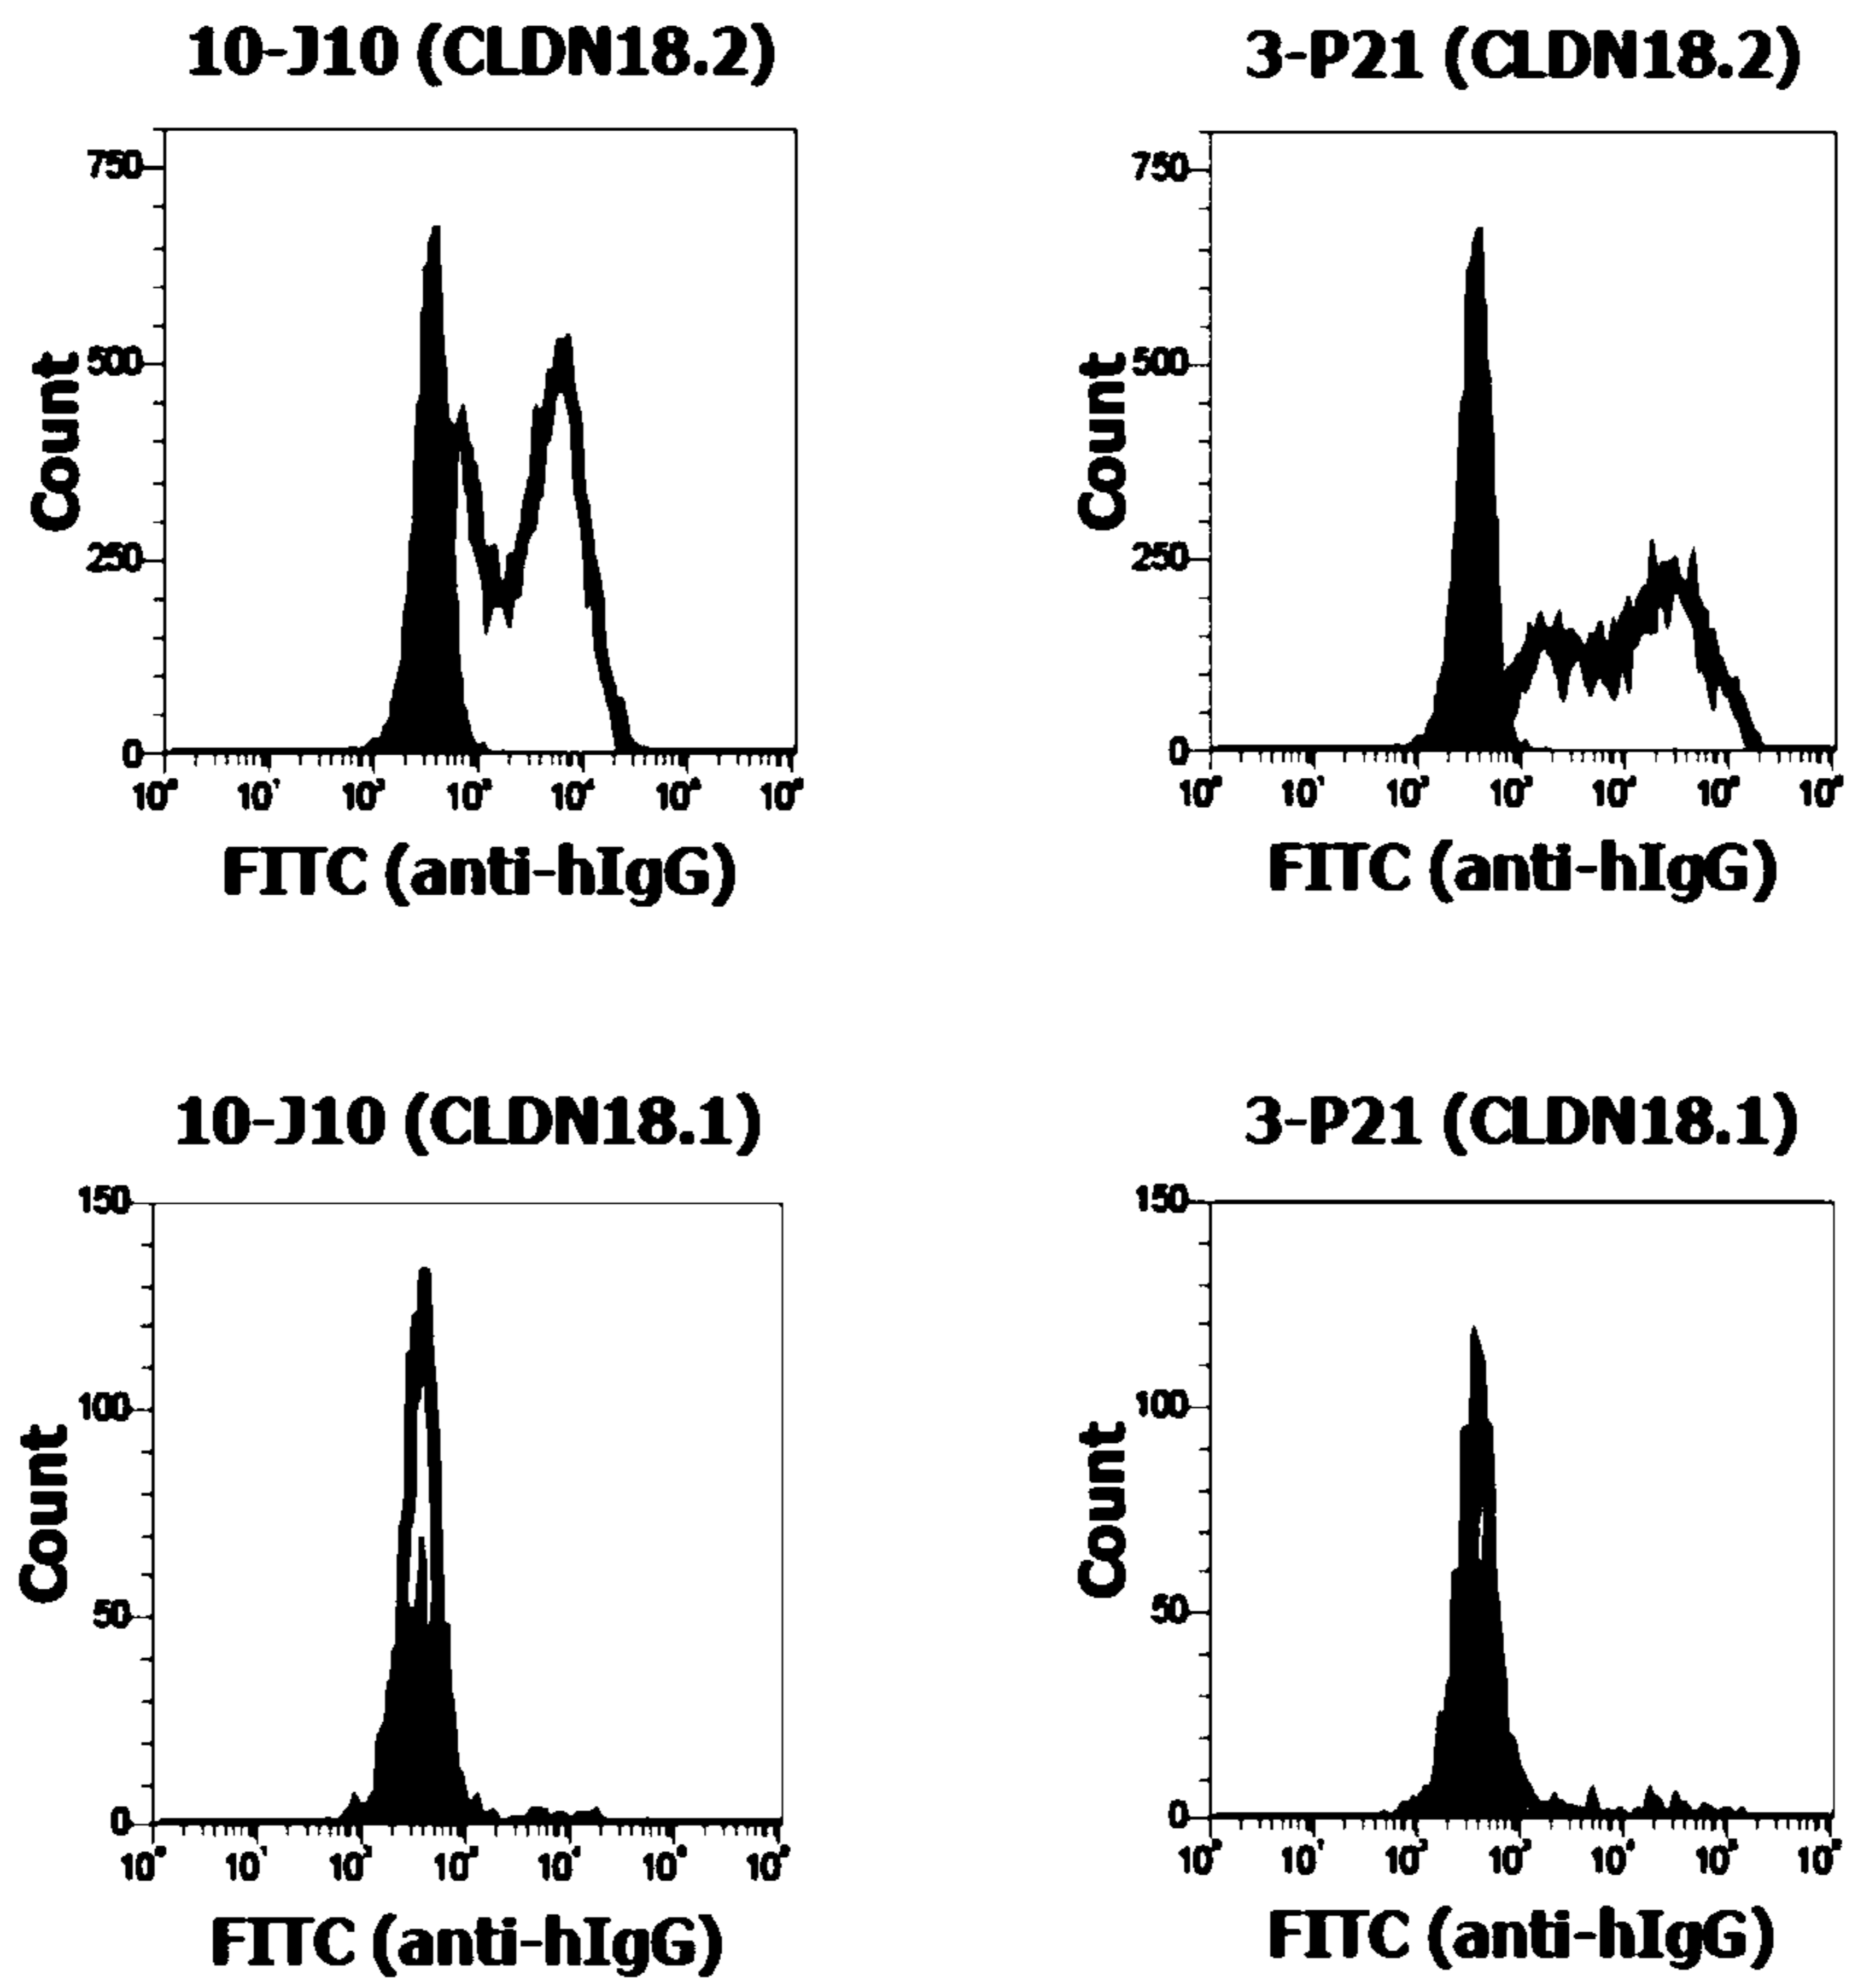 10-J10 (CLDN18.2)
750
500
250
0
Count
10⁰ 10¹ 10² 10³ 10⁴ 10⁵ 10⁶
FITC (anti-hIgG)
3-P21 (CLDN18.2)
750
500
250
0
Count
10⁰ 10¹ 10² 10³ 10⁴ 10⁵ 10⁶
FITC (anti-hIgG)
10-J10 (CLDN18.1)
150
100
50
0
Count
10⁰ 10¹ 10² 10³ 10⁴ 10⁵ 10⁶
FITC (anti-hIgG)
3-P21 (CLDN18.1)
150
100
50
0
Count
10⁰ 10¹ 10² 10³ 10⁴ 10⁵ 10⁶
FITC (anti-hIgG)